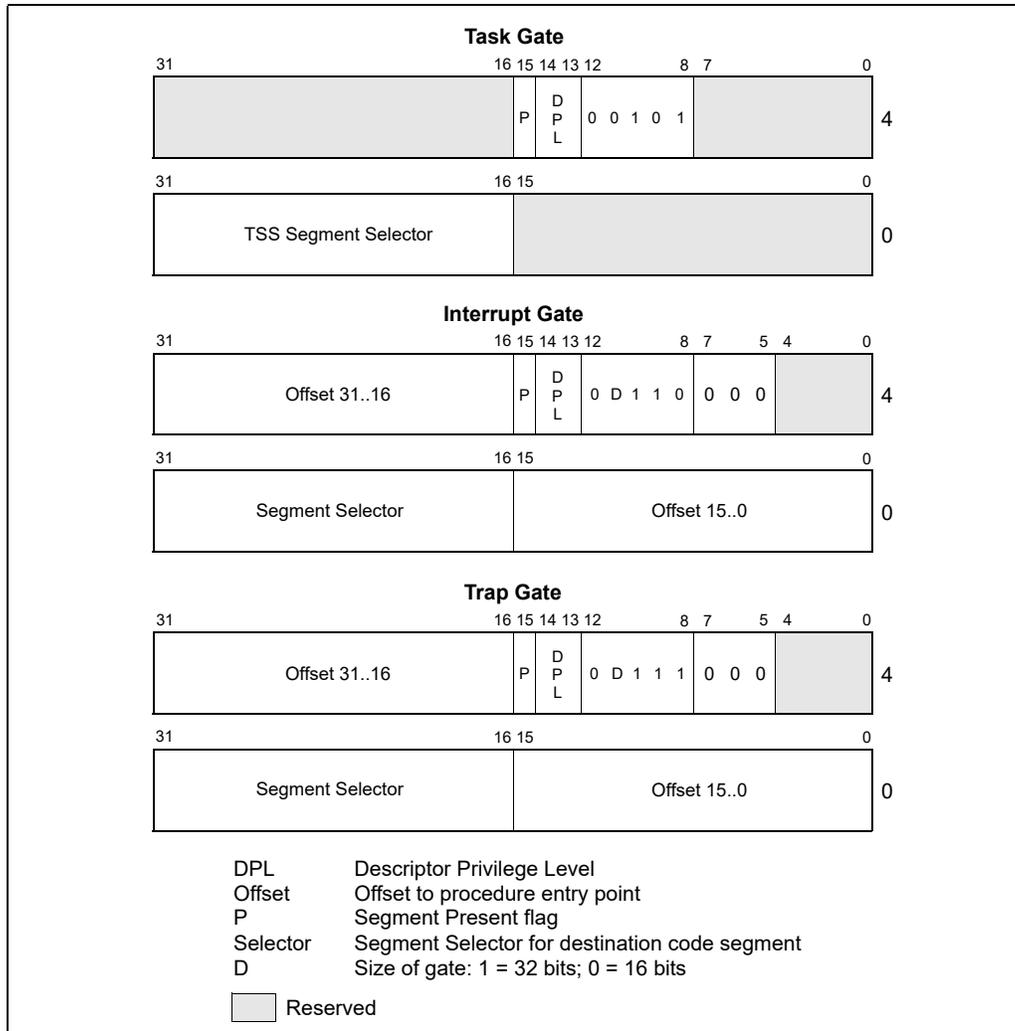 Task Gate
31 16 15 14 13 12 8 7 0
P D P L 0 0 1 0 1 4
31 16 15 0
TSS Segment Selector 0
Interrupt Gate
31 16 15 14 13 12 8 7 5 4 0
Offset 31..16 P D P L 0 D 1 1 0 0 0 0 4
31 16 15 0
Segment Selector Offset 15..0 0
Trap Gate
31 16 15 14 13 12 8 7 5 4 0
Offset 31..16 P D P L 0 D 1 1 1 0 0 0 4
31 16 15 0
Segment Selector Offset 15..0 0
DPL Descriptor Privilege Level
Offset Offset to procedure entry point
P Segment Present flag
Selector Segment Selector for destination code segment
D Size of gate: 1 = 32 bits; 0 = 16 bits
Reserved